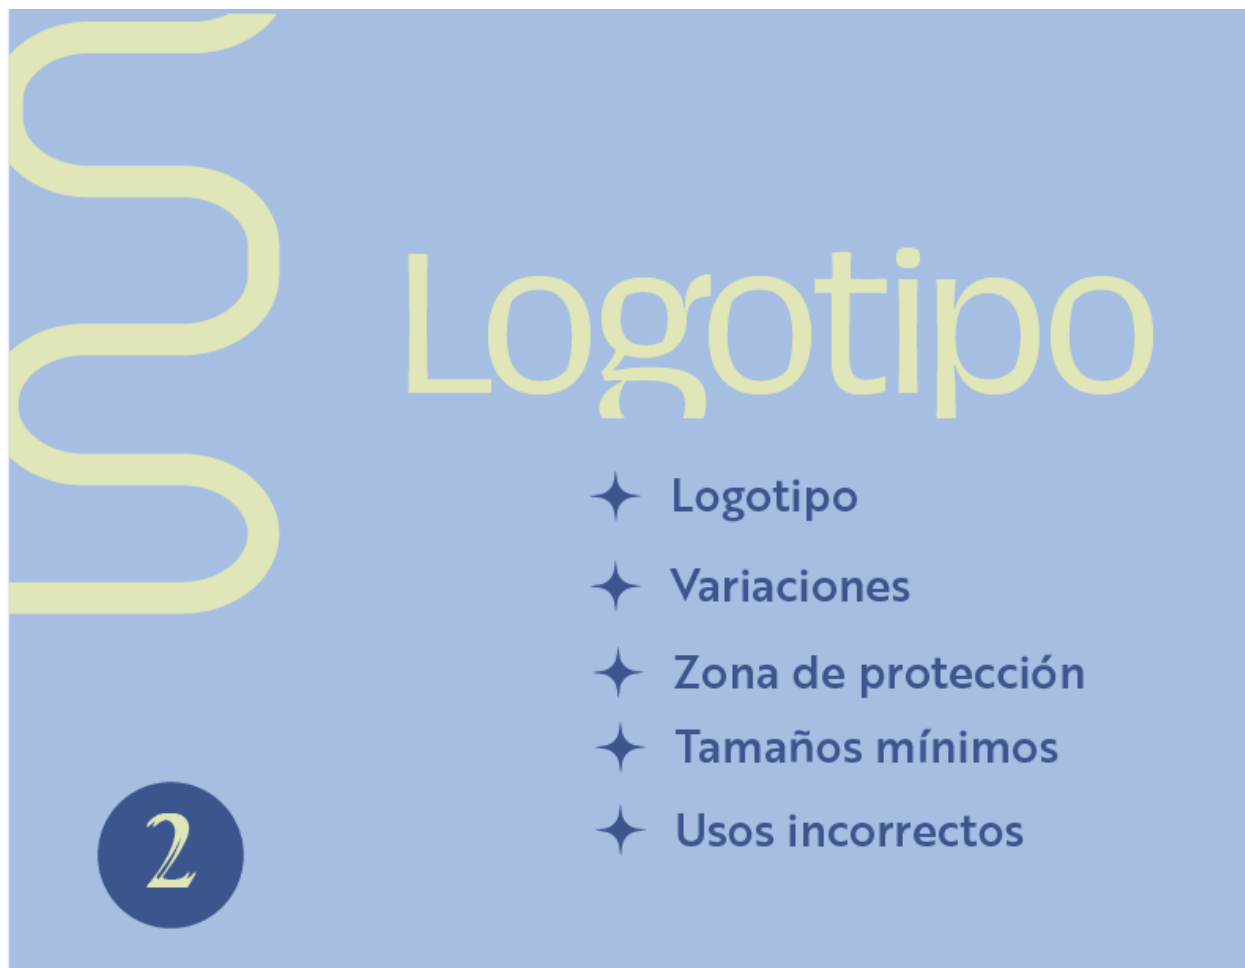 Logotipo
Logotipo
Variaciones
Zona de protección
Tamaños mínimos
Usos incorrectos
2